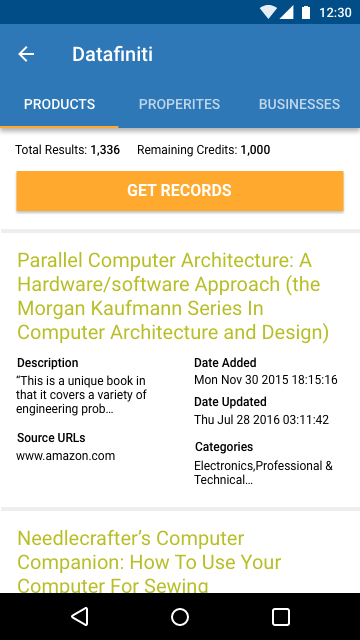 12:30
Datafiniti
PRODUCTS PROPERITES BUSINESSES
Total Results: 1,336 Remaining Credits: 1,000
GET RECORDS
Parallel Computer Architecture: A
Hardware/software Approach (the
Morgan Kaufmann Series In
Computer Architecture and Design)
Description
“This is a unique book in
that it covers a variety of
engineering prob...
Source URLs
www.amazon.com
Date Added
Mon Nov 30 2015 18:15:16
Date Updated
Thu Jul 28 2016 03:11:42
Categories
Electronics,Professional &
Technical...
Needlecrafter’s Computer
Companion: How To Use Your
Computer For Sewing